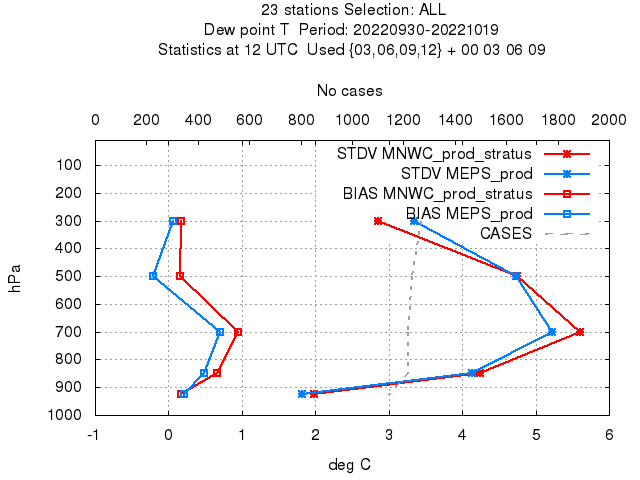 23 stations Selection: ALL
Dew point T  Period: 20220930-20221019
Statistics at 12 UTC  Used {03,06,09,12} + 00 03 06 09
No cases
0 200 400 600 800 1000 1200 1400 1600 1800 2000
STDV MNWC_prod_stratus
STDV MEPS_prod
BIAS MNWC_prod_stratus
BIAS MEPS_prod
CASES
100
200
300
400
500
600
700
800
900
1000
hPa
-1 0 1 2 3 4 5 6
deg C